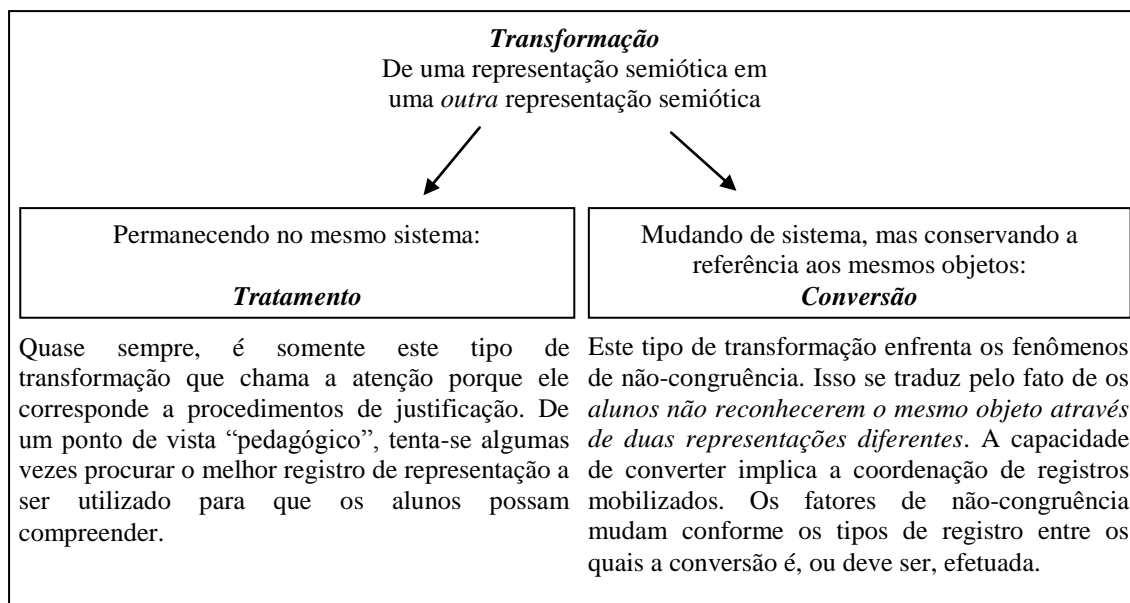 Transformação
De uma representação semiótica em
uma outra representação semiótica
Permanecendo no mesmo sistema:
Tratamento
Mudando de sistema, mas conservando a
referência aos mesmos objetos:
Conversão
Quase sempre, é somente este tipo de
transformação que chama a atenção porque ele
corresponde a procedimentos de justificação. De
um ponto de vista “pedagógico”, tenta-se algumas
vezes procurar o melhor registro de representação a
ser utilizado para que os alunos possam
compreender.
Este tipo de transformação enfrenta os fenômenos
de não-congruência. Isso se traduz pelo fato de os
alunos não reconhecerem o mesmo objeto através
de duas representações diferentes. A capacidade
de converter implica a coordenação de registros
mobilizados. Os fatores de não-congruência
mudam conforme os tipos de registro entre os
quais a conversão é, ou deve ser, efetuada.